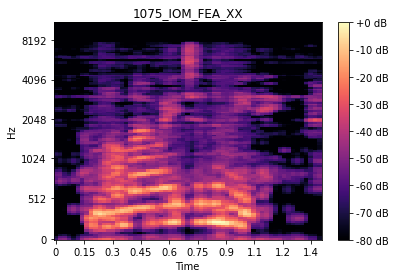 1075_IOM_FEA_XX
+0 dB
8192
-10 dB
4096
-20 dB
-30 dB
2048
Hz
-40 dB
1024
-50 dB
512
-60 dB
-70 dB
0
-80 dB
0 0.15 0.3 0.45 0.6 0.75 0.9 1.1 1.2 1.4
Time